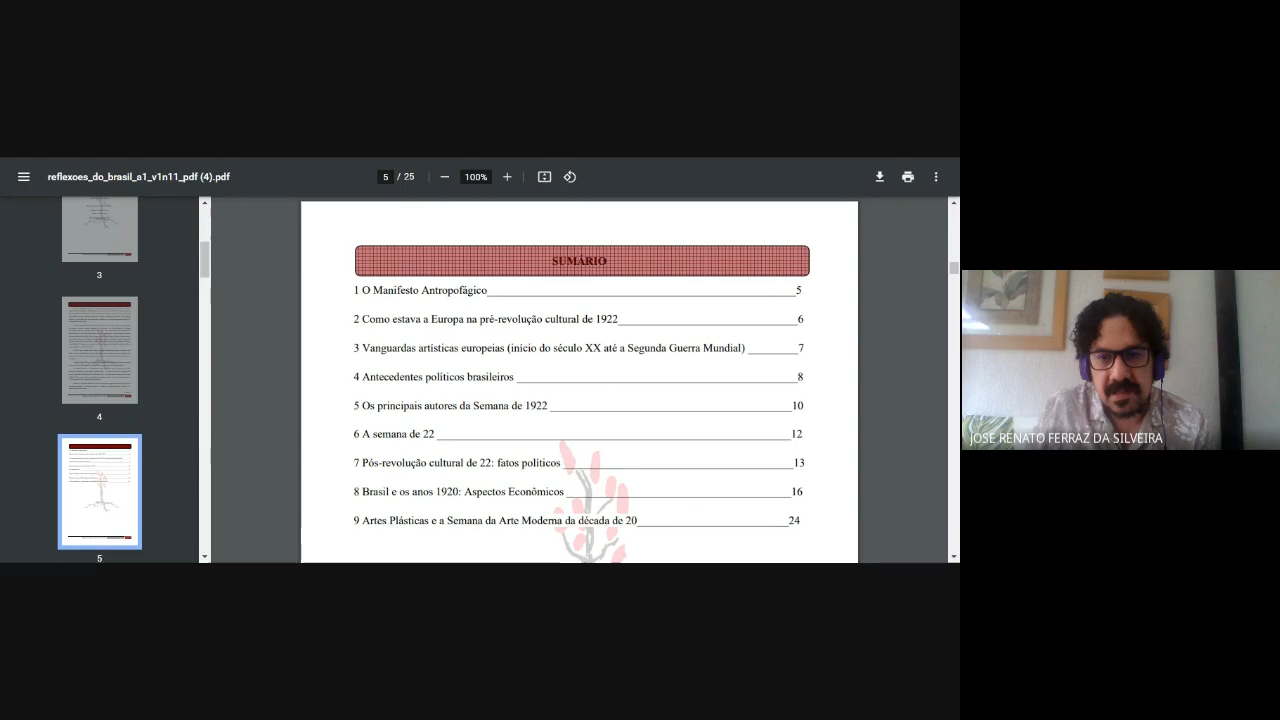 reflexoes_do_brasil_a1_v1n11_pdf (4).pdf
5 / 25
100%
3
4
5
SUMÁRIO
1 O Manifesto Antropofágico 5
2 Como estava a Europa na pré-revolução cultural de 1922 6
3 Vanguardas artísticas europeias (início do século XX até a Segunda Guerra Mundial) 7
4 Antecedentes políticos brasileiros 8
5 Os principais autores da Semana de 1922 10
6 A semana de 22 12
7 Pós-revolução cultural de 22: fatos políticos 13
8 Brasil e os anos 1920: Aspectos Econômicos 16
9 Artes Plásticas e a Semana da Arte Moderna da década de 20 24
JOSE RENATO FERRAZ DA SILVEIRA